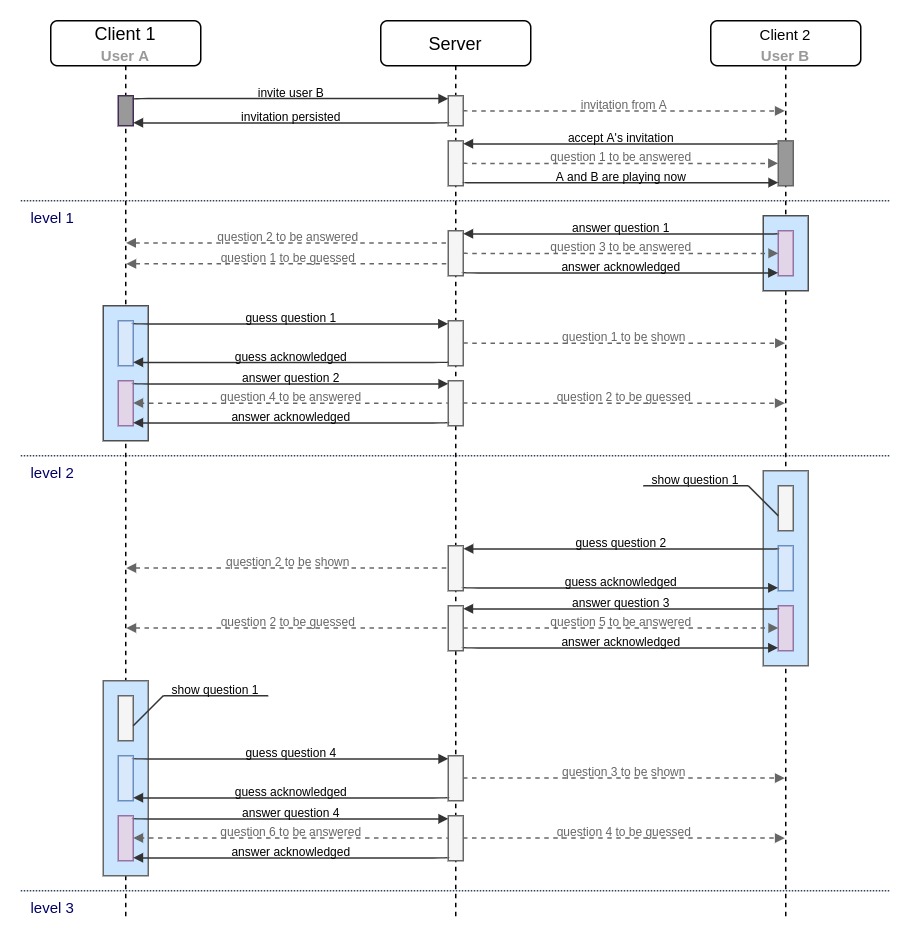 Client 1
User A
Server
Client 2
User B
invite user B
invitation from A
invitation persisted
accept A's invitation
question 1 to be answered
A and B are playing now
level 1
answer question 1
question 2 to be answered
question 3 to be answered
question 1 to be guessed
answer acknowledged
guess question 1
question 1 to be shown
guess acknowledged
answer question 2
question 4 to be answered
question 2 to be guessed
answer acknowledged
level 2
show question 1
guess question 2
question 2 to be shown
guess acknowledged
answer question 3
question 2 to be guessed
question 5 to be answered
answer acknowledged
show question 1
guess question 4
question 3 to be shown
guess acknowledged
answer question 4
question 6 to be answered
question 4 to be guessed
answer acknowledged
level 3